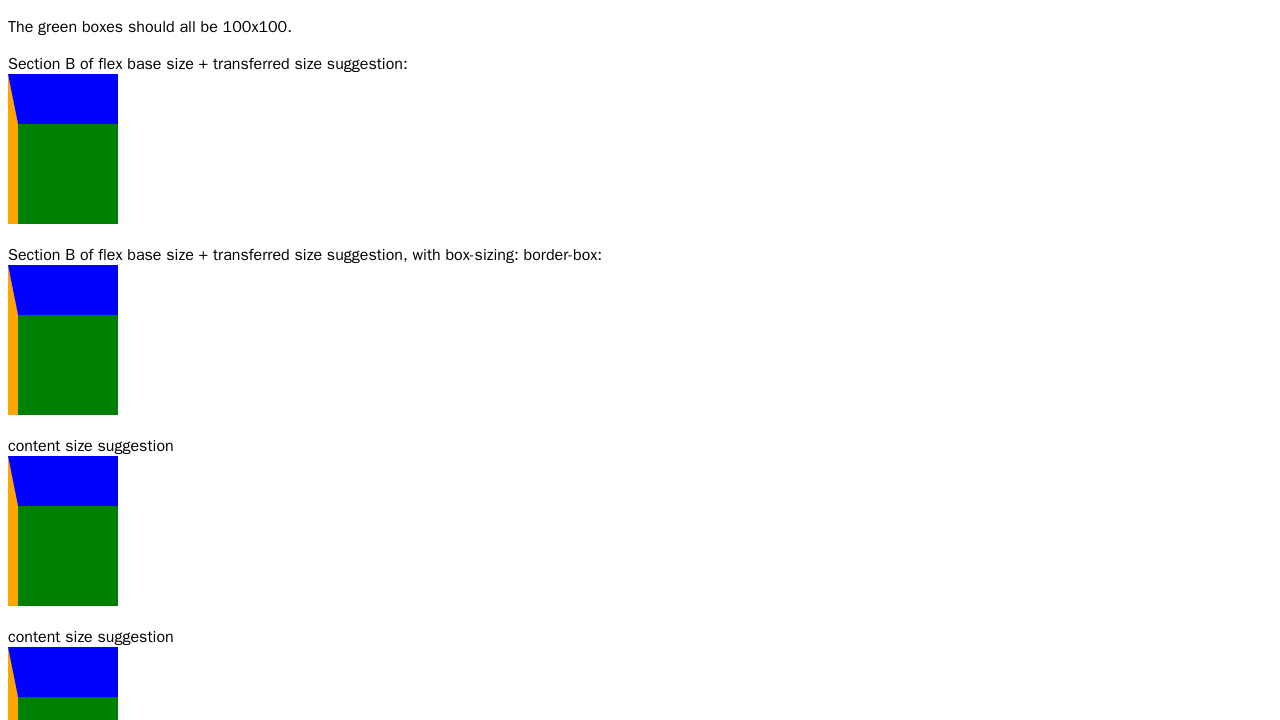 The green boxes should all be 100x100.
Section B of flex base size + transferred size suggestion:
Section B of flex base size + transferred size suggestion, with box-sizing: border-box:
content size suggestion
content size suggestion